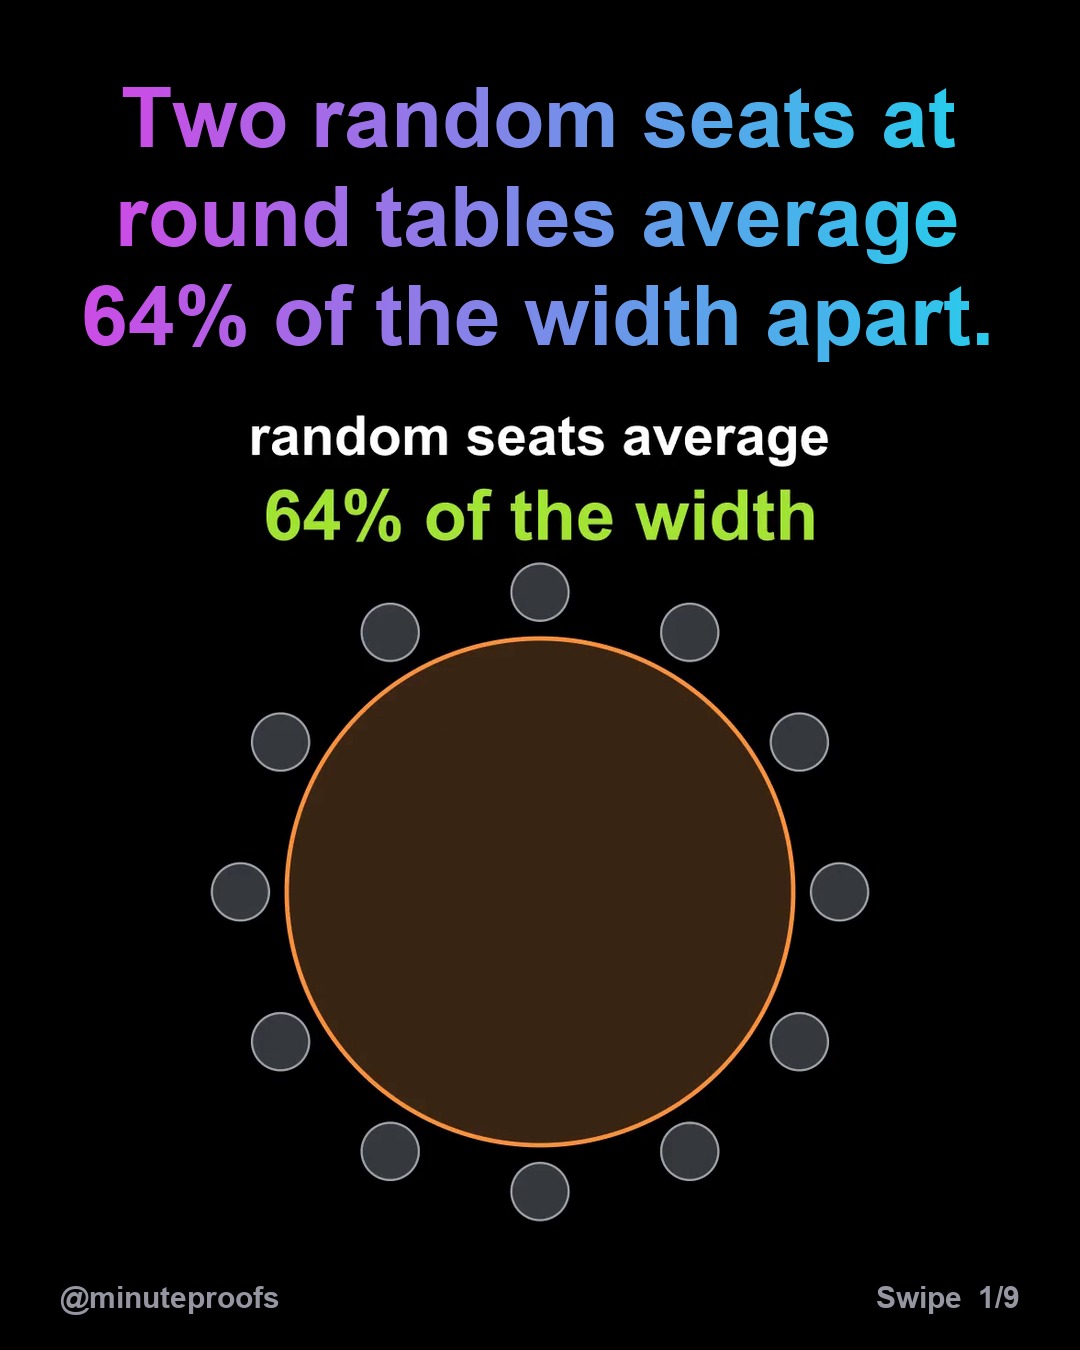 Two random seats at
round tables average
64% of the width apart.
random seats average
64% of the width
@minuteproofs
Swipe 1/9